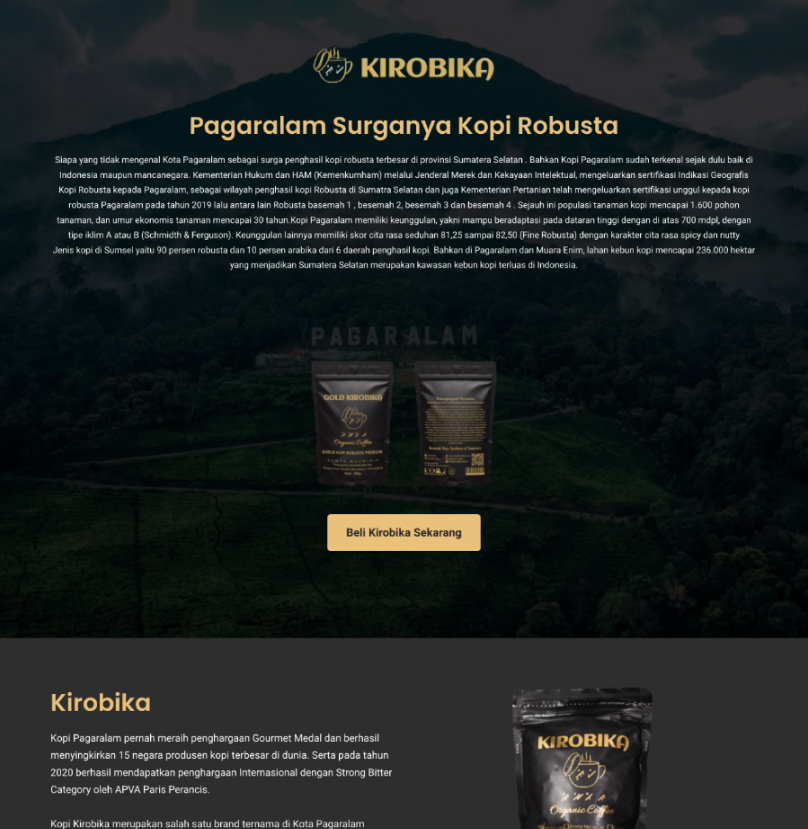 KIROBIKA
Pagaralam Surganya Kopi Robusta
Siapa yang tidak mengenal Kota Pagaralam sebagai surga penghasil kopi robusta terbesar di provinsi Sumatera Selatan . Bahkan Kopi Pagaralam sudah terkenal sejak dulu baik di
Indonesia maupun mancanegara. Kementerian Hukum dan HAM (Kemenkumham) melalui Jenderal Merek dan Kekayaan Intelektual, mengeluarkan sertifikasi Indikasi Geografis
Kopi Robusta kepada Pagaralam, sebagai wilayah penghasil kopi Robusta di Sumatra Selatan dan juga Kementerian Pertanian telah mengeluarkan sertifikasi unggul kepada kopi
robusta Pagaralam pada tahun 2019 lalu antara lain Robusta basemah 1 , besemah 2, besemah 3 dan besemah 4 . Sejauh ini populasi tanaman kopi mencapai 1.600 pohon
tanaman, dan umur ekonomis tanaman mencapai 30 tahun.Kopi Pagaralam memiliki keunggulan, yakni mampu beradaptasi pada dataran tinggi dengan di atas 700 mdpl, dengan
tipe iklim A atau B (Schmidth & Ferguson). Keunggulan lainnya memiliki skor cita rasa seduhan 81,25 sampai 82,50 (Fine Robusta) dengan karakter cita rasa spicy dan nutty
Jenis kopi di Sumsel yaitu 90 persen robusta dan 10 persen arabika dari 6 daerah penghasil kopi. Bahkan di Pagaralam dan Muara Enim, lahan kebun kopi mencapai 236.000 hektar
yang menjadikan Sumatera Selatan merupakan kawasan kebun kopi terluas di Indonesia.
PAGARALAM
GOLD KIROBIKA
Organic Coffee
Beli Kirobika Sekarang
Kirobika
Kopi Pagaralam pernah meraih penghargaan Gourmet Medal dan berhasil
menyingkirkan 15 negara produsen kopi terbesar di dunia. Serta pada tahun
2020 berhasil mendapatkan penghargaan Internasional dengan Strong Bitter
Category oleh APVA Paris Perancis.
Kopi Kirobika merupakan salah satu brand ternama di Kota Pagaralam
KIROBIKA
Organic Coffee